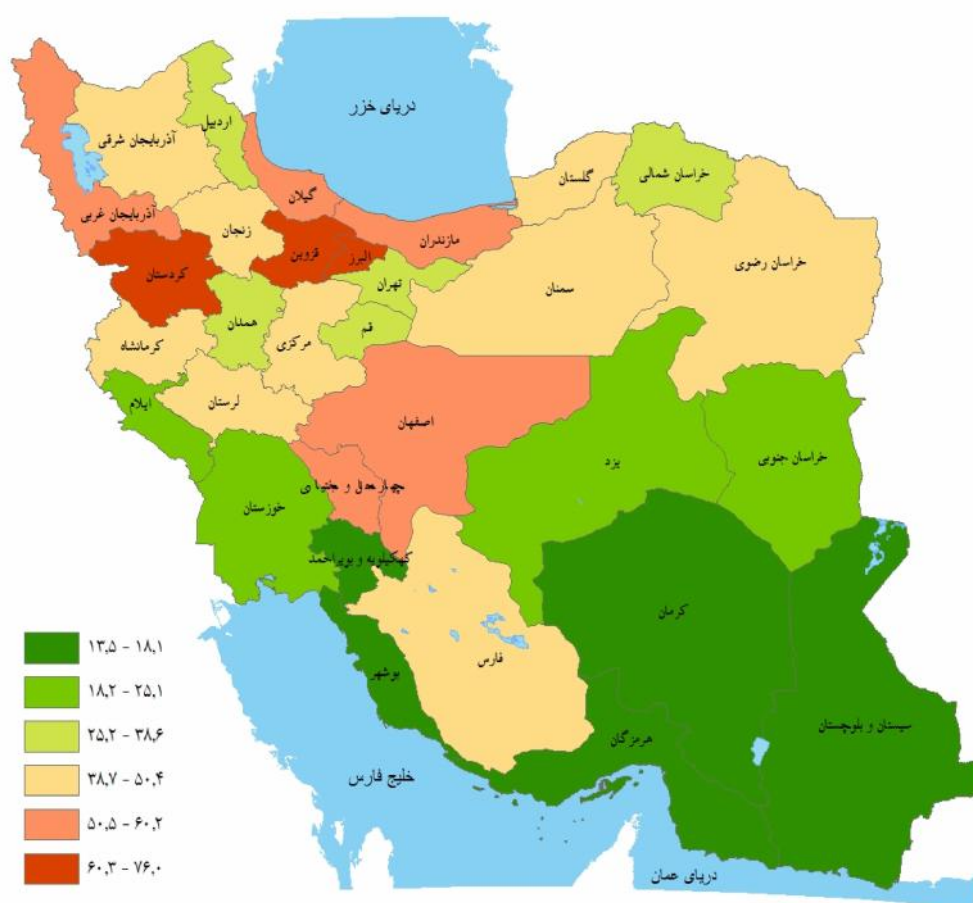 دریای خزر
اردبیل
آذربایجان شرقی
گلستان
خراسان شمالی
گیلان
آذربایجان غربی
زنجان
مازندران
قزوین
البرز
خراسان رضوی
کردستان
تهران
سمنان
همدان
قم
مرکزی
کرمانشاه
ایلام
لرستان
اصفهان
یزد
خراسان جنوبی
خوزستان
کهکیلویه و بویراحمد
کرمان
فارس
بوشهر
سیستان و بلوچستان
هرمزگان
خلیج فارس
دریای عمان
۱۳,۵ - ۱۸,۱
۱۸,۲ - ۲۵,۱
۲۵,۲ - ۳۸,۶
۳۸,۷ - ۵۰,۴
۵۰,۵ - ۶۰,۲
۶۰,۳ - ۷۶,۰